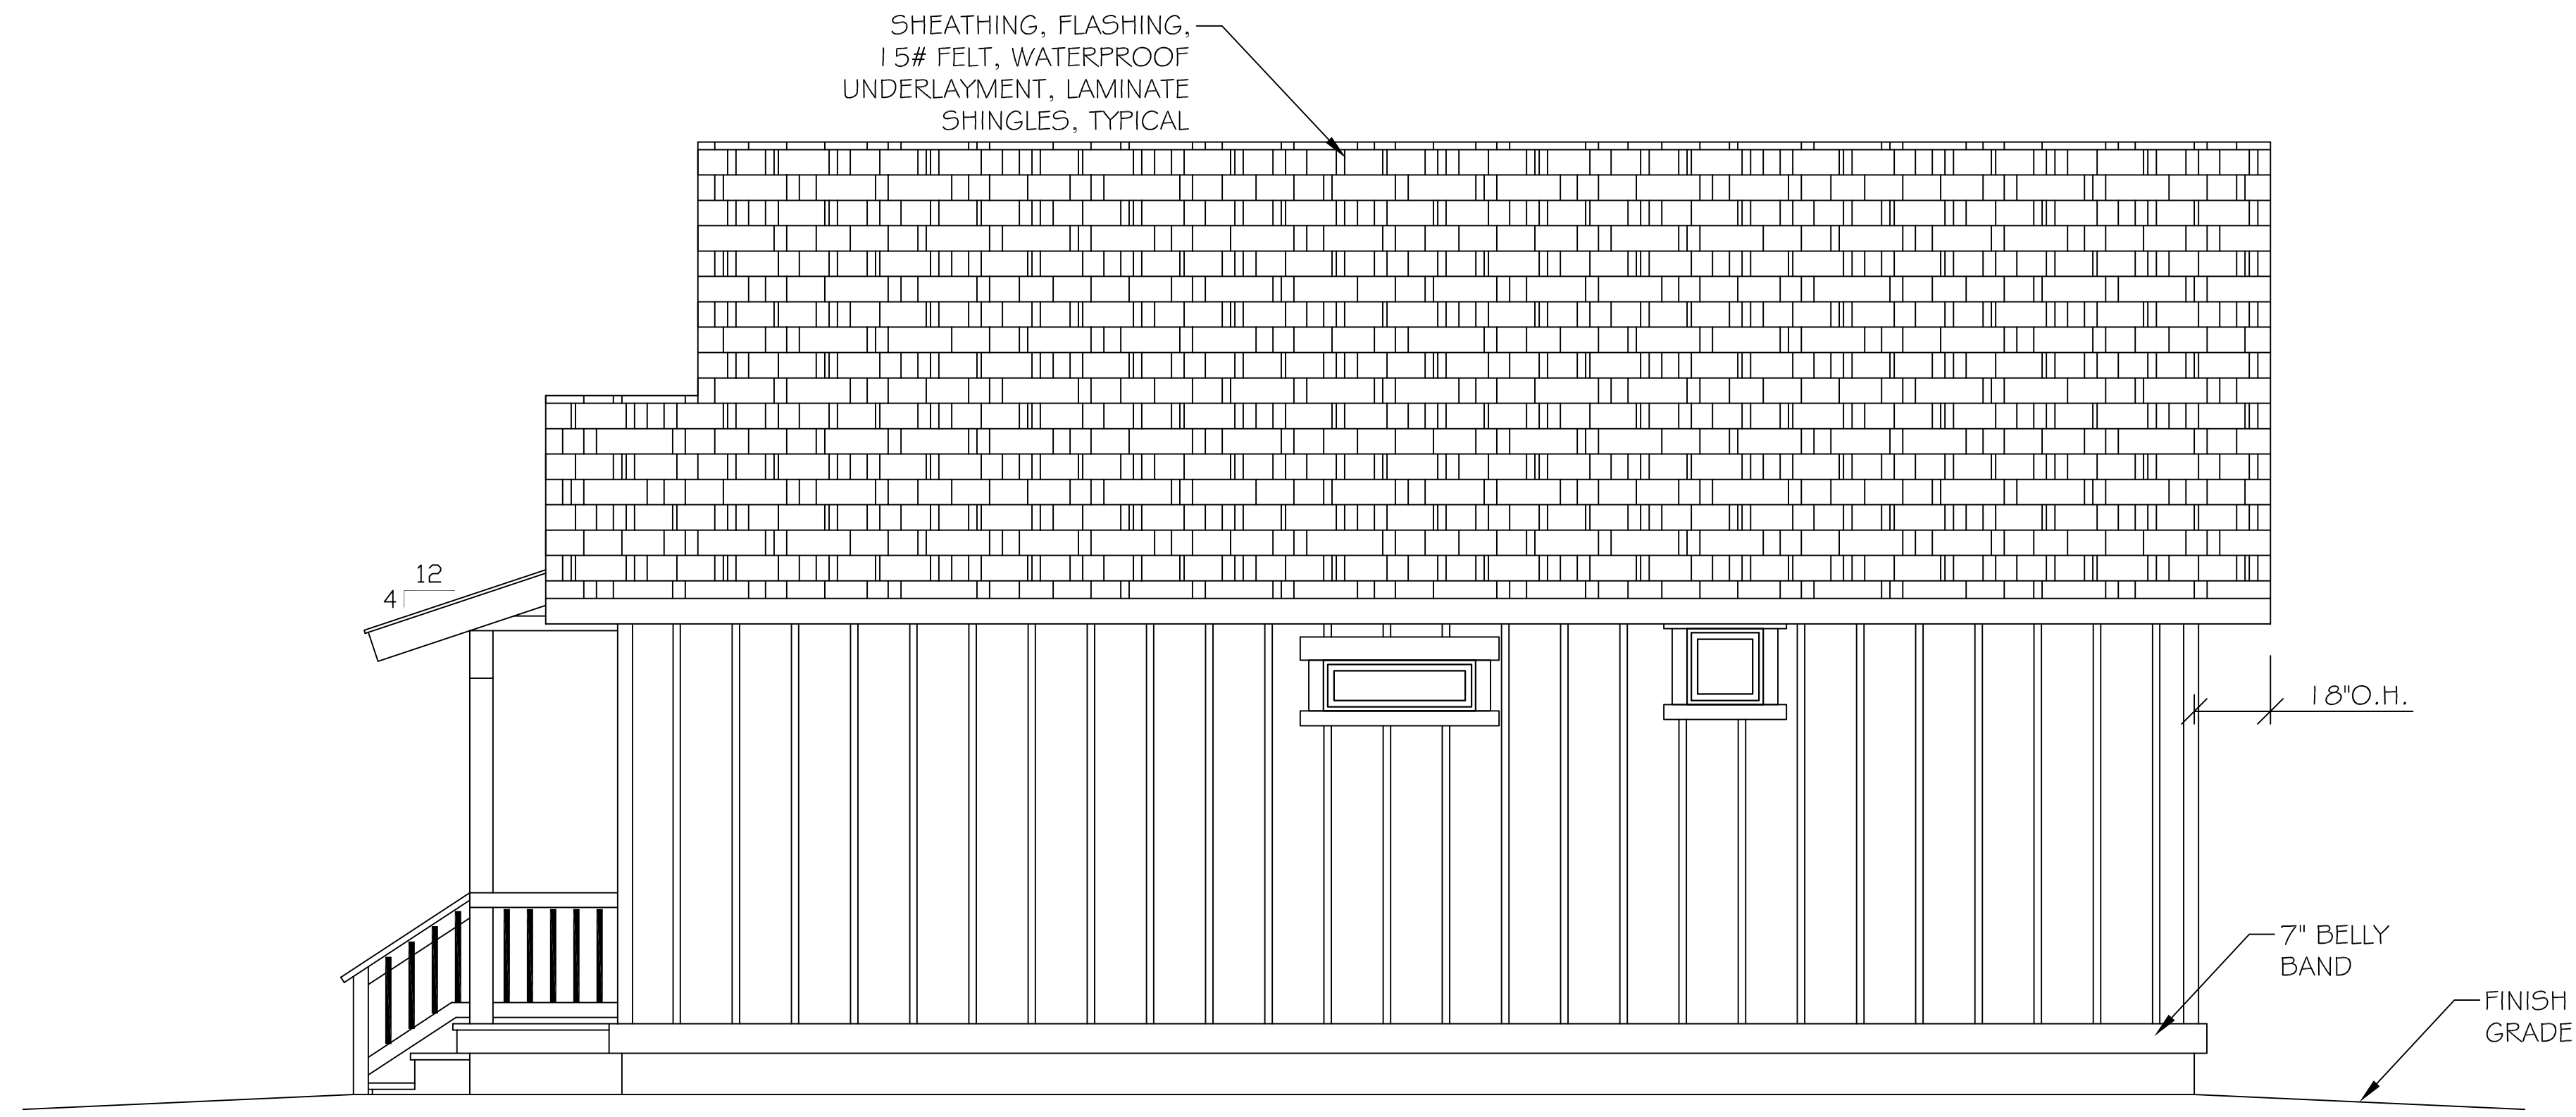 SHEATHING, FLASHING,
15# FELT, WATERPROOF
UNDERLAYMENT, LAMINATE
SHINGLES, TYPICAL
12
4
18"O.H.
7" BELLY
BAND
FINISH
GRADE